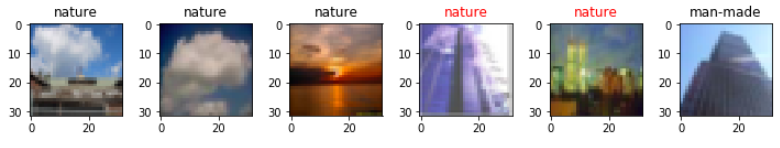 nature nature nature nature nature man-made
0 0 0 0 0 0
10 10 10 10 10 10
20 20 20 20 20 20
30 30 30 30 30 30
0 20 0 20 0 20 0 20 0 20 0 20